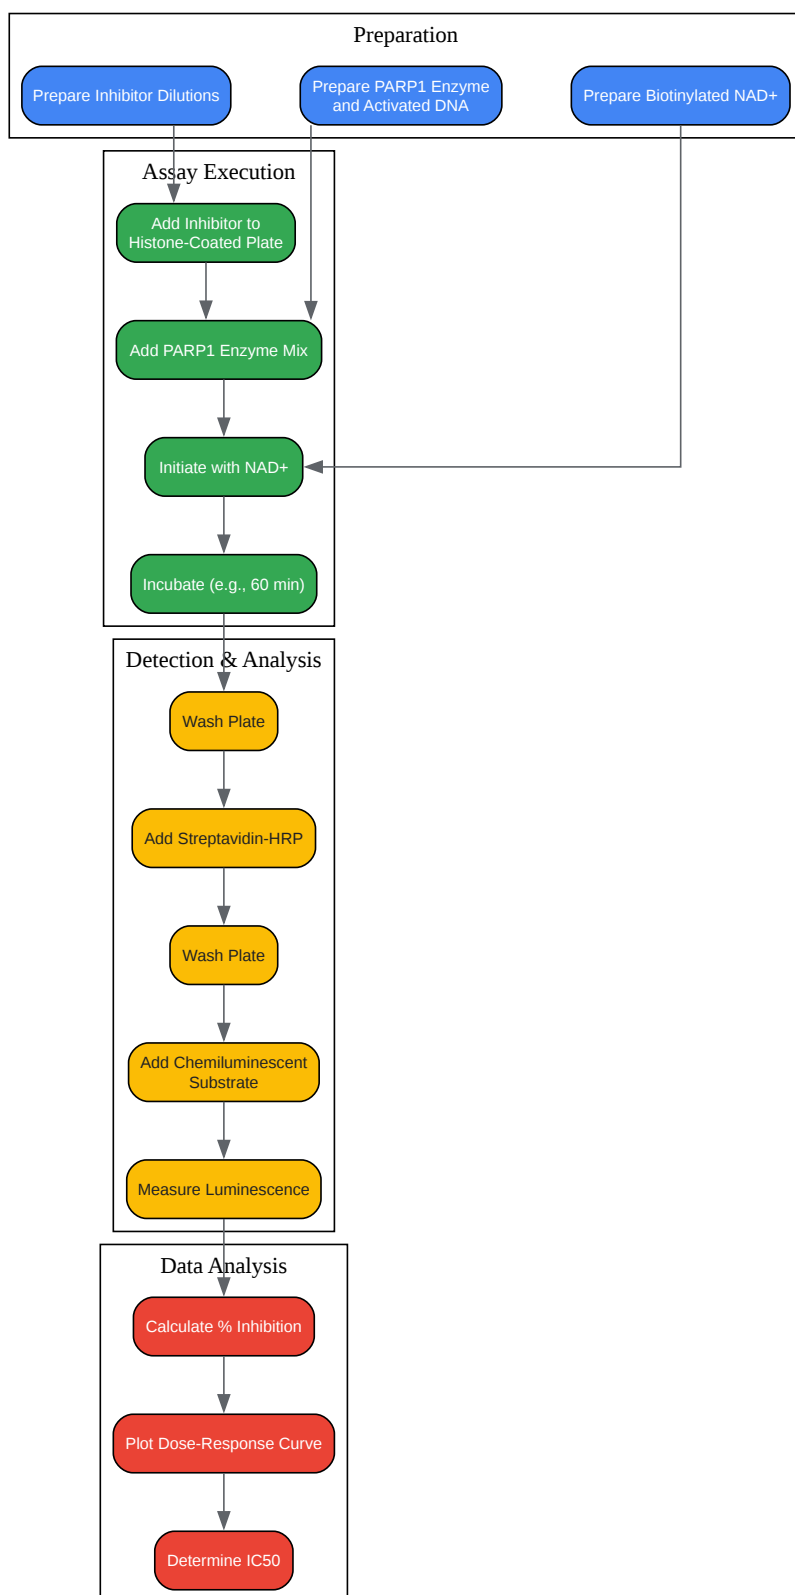 Preparation
Prepare Inhibitor Dilutions
Prepare PARP1 Enzyme
and Activated DNA
Prepare Biotinylated NAD+
Assay Execution
Add Inhibitor to
Histone-Coated Plate
Add PARP1 Enzyme Mix
Initiate with NAD+
Incubate (e.g., 60 min)
Detection & Analysis
Wash Plate
Add Streptavidin-HRP
Wash Plate
Add Chemiluminescent
Substrate
Measure Luminescence
Data Analysis
Calculate % Inhibition
Plot Dose-Response Curve
Determine IC50